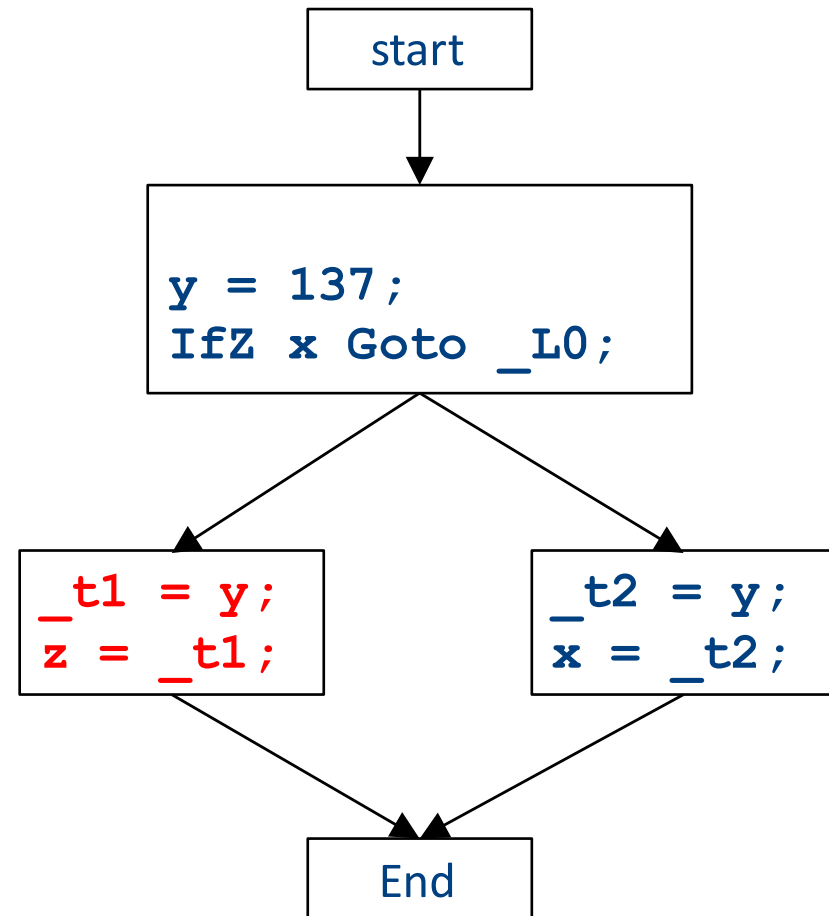 start
y = 137;
IfZ x Goto _L0;
_t1 = y;
z = _t1;
_t2 = y;
x = _t2;
End